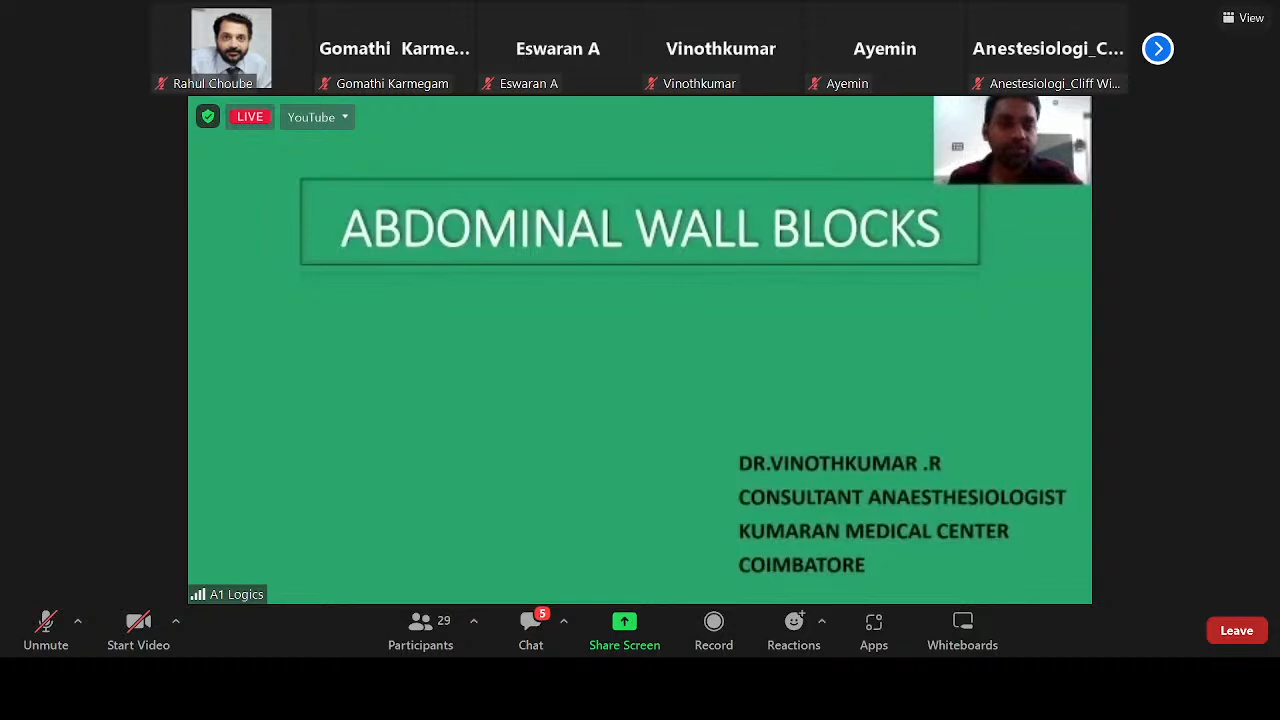 View
Gomathi Karme...
Eswaran A
Vinothkumar
Ayemin
Anestesiologi_C...
Rahul Choube
Gomathi Karmegam
Eswaran A
Vinothkumar
Ayemin
Anestesiologi_Cliff Wi...
LIVE
YouTube
ABDOMINAL WALL BLOCKS
DR.VINOTHKUMAR .R
CONSULTANT ANAESTHESIOLOGIST
KUMARAN MEDICAL CENTER
COIMBATORE
A1 Logics
29
5
Unmute
Start Video
Participants
Chat
Share Screen
Record
Reactions
Apps
Whiteboards
Leave